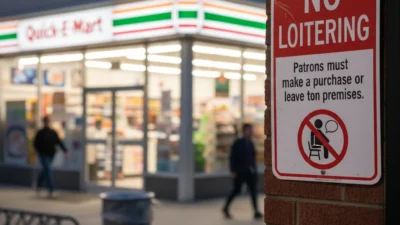 Quick-E-Mart
NO
LOITERING
Patrons must
make a purchase or
leave ton premises.